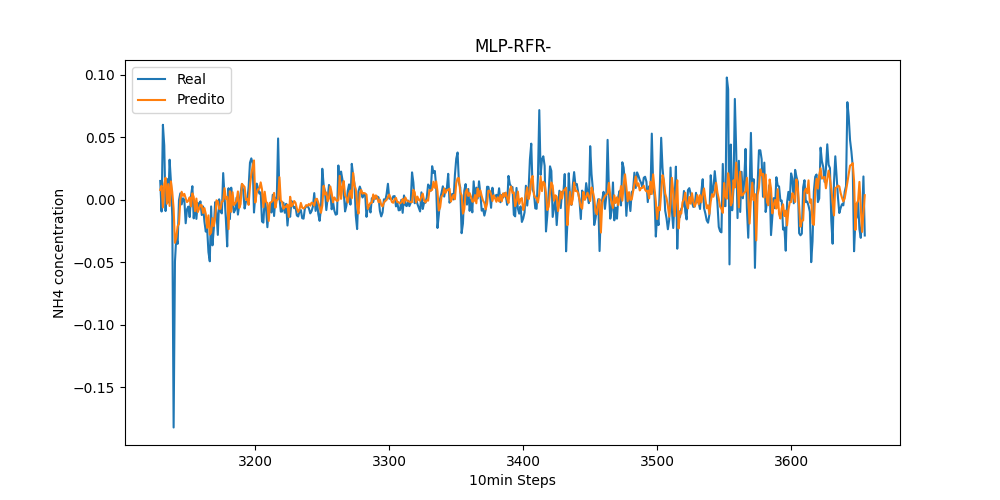 MLP-RFR-
Real
Predito
0.10
0.05
0.00
−0.05
−0.10
−0.15
NH4 concentration
3200 3300 3400 3500 3600
10min Steps